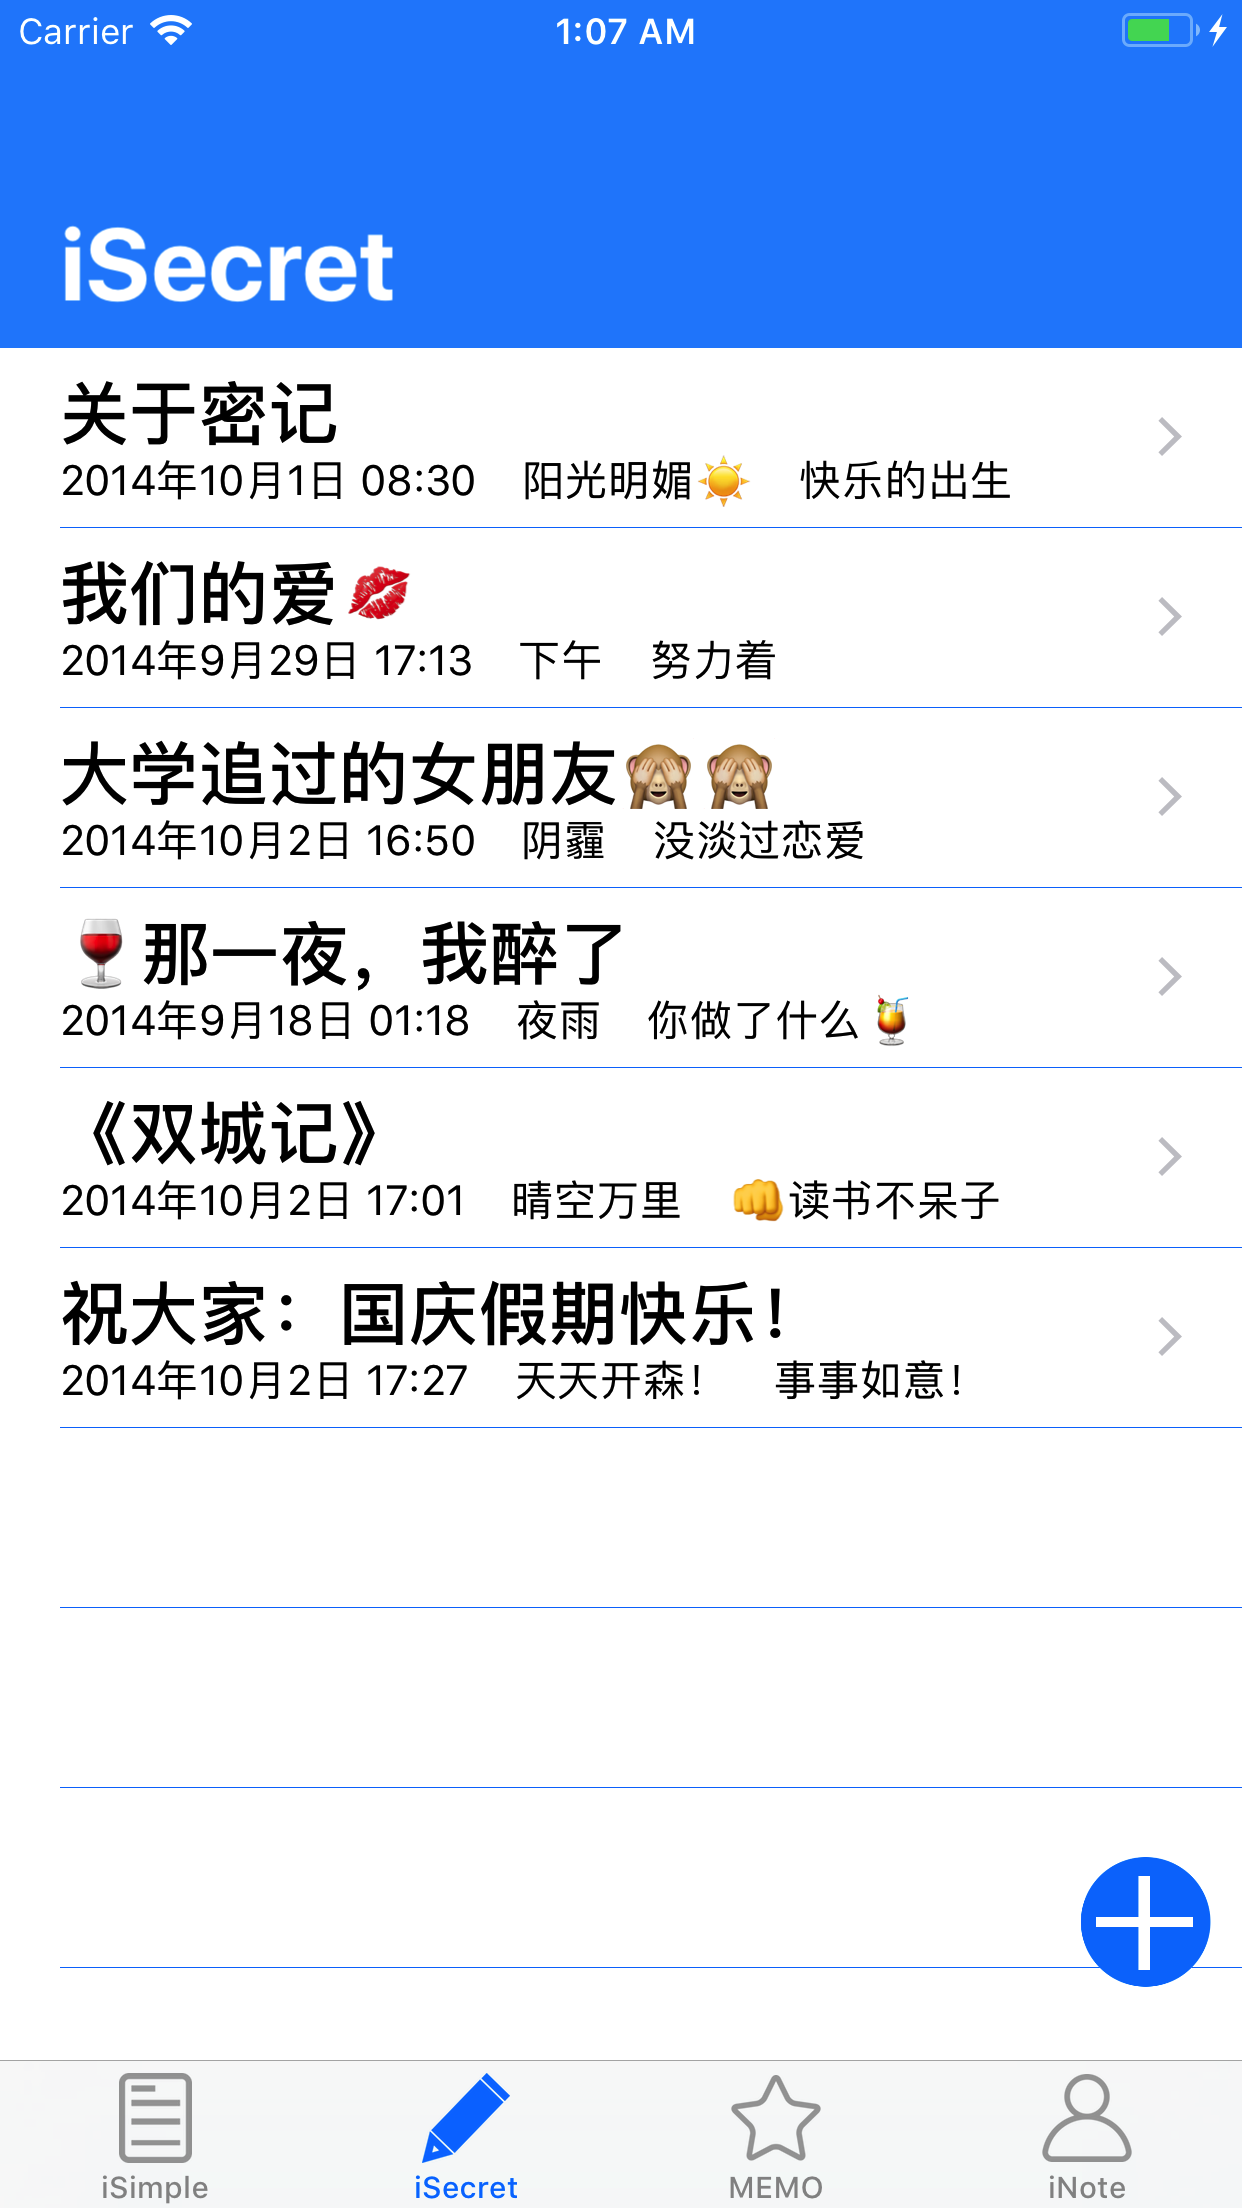 Carrier 1:07 AM
iSecret
关于密记
2014年10月1日 08:30 阳光明媚☀️ 快乐的出生
我们的爱💋
2014年9月29日 17:13 下午 努力着
大学追过的女朋友🙈🙈
2014年10月2日 16:50 阴霾 没淡过恋爱
🍷那一夜，我醉了
2014年9月18日 01:18 夜雨 你做了什么🍹
《双城记》
2014年10月2日 17:01 晴空万里 👊读书不呆子
祝大家：国庆假期快乐！
2014年10月2日 17:27 天天开森！ 事事如意！
iSimple iSecret MEMO iNote